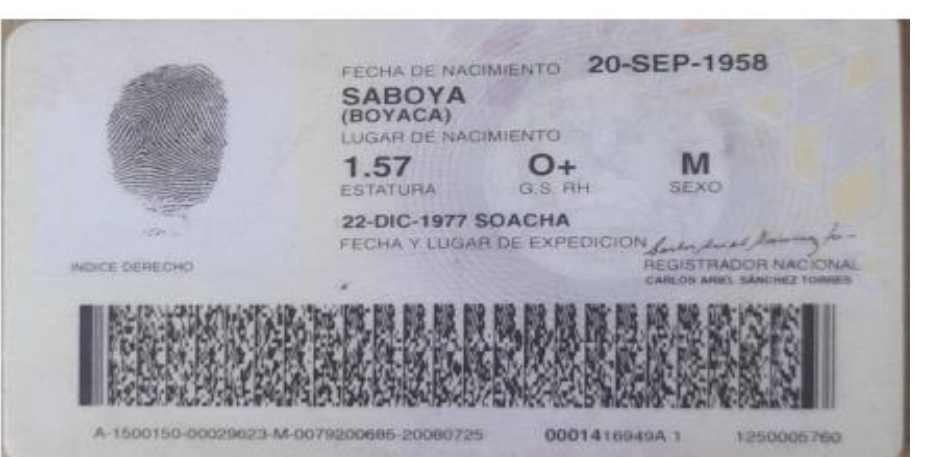 FECHA DE NACIMIENTO 20-SEP-1958
SABOYA
(BOYACA)
LUGAR DE NACIMIENTO
1.57 O+ M
ESTATURA G.S. RH SEXO
22-DIC-1977 SOACHA
FECHA Y LUGAR DE EXPEDICION
INDICE DERECHO
REGISTRADOR NACIONAL
CARLOS ARIEL SÁNCHEZ TORRES
A-1500150-00029623-M-0079200685-20080725 0001416949A 1 1250005760